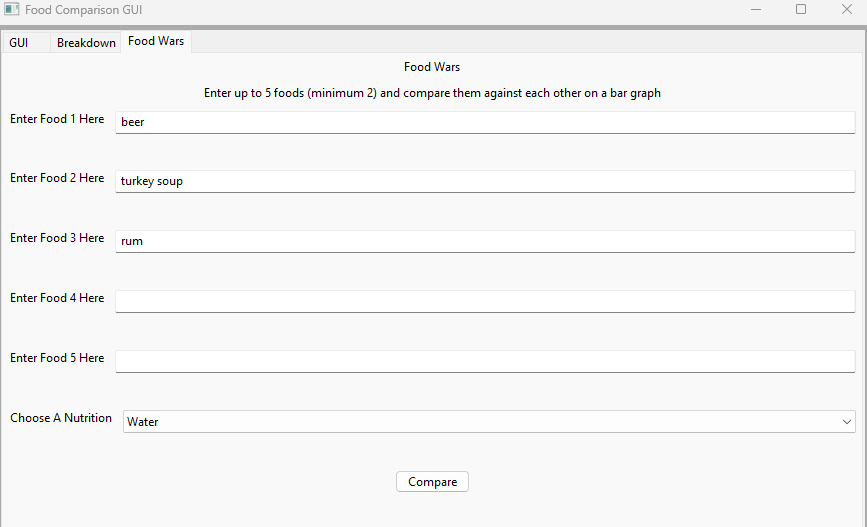 Food Comparison GUI
GUI Breakdown Food Wars
Food Wars
Enter up to 5 foods (minimum 2) and compare them against each other on a bar graph
Enter Food 1 Here beer
Enter Food 2 Here turkey soup
Enter Food 3 Here rum
Enter Food 4 Here
Enter Food 5 Here
Choose A Nutrition Water
Compare